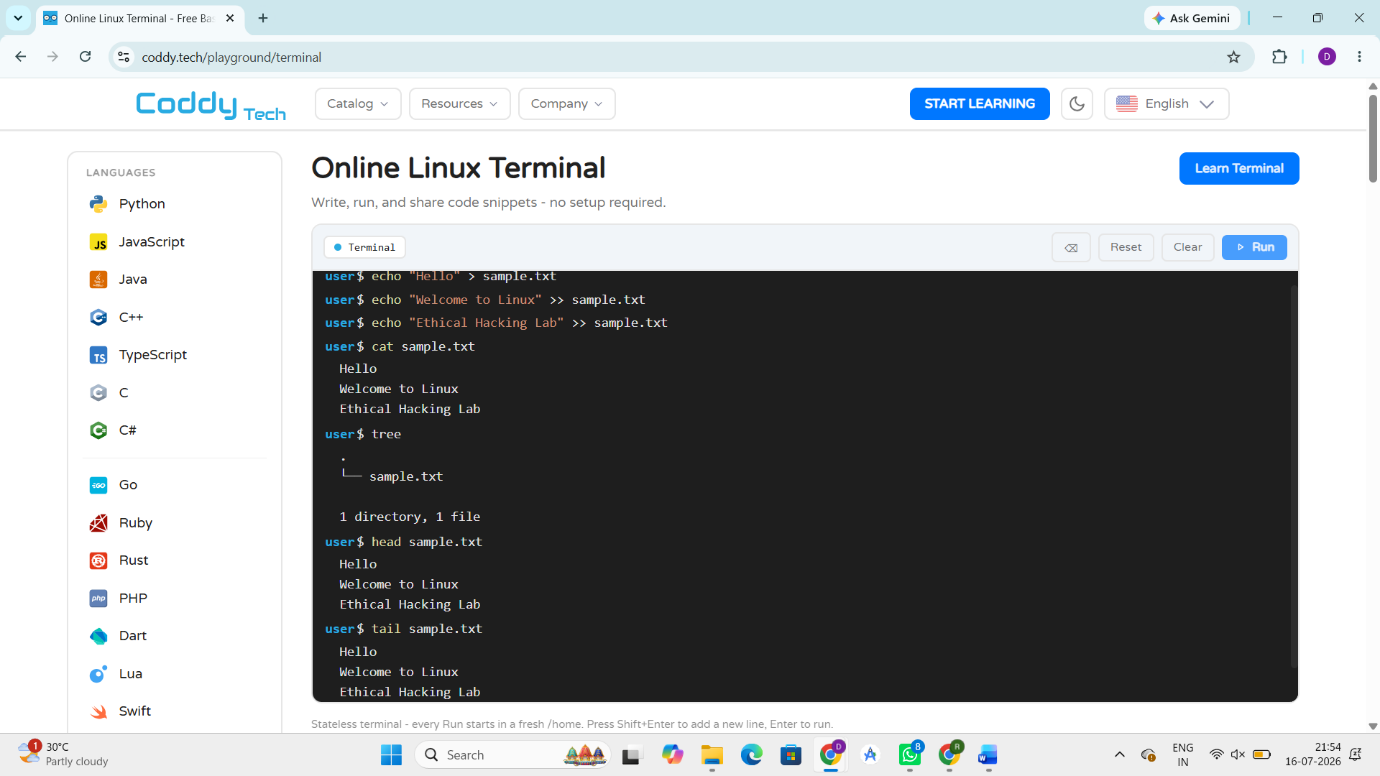 Online Linux Terminal - Free Ba
Ask Gemini
coddy.tech/playground/terminal
D
Coddy Tech
Catalog
Resources
Company
START LEARNING
English
LANGUAGES
Python
JS JavaScript
Java
C++
TS TypeScript
C
C#
GO Go
Ruby
Rust
php PHP
Dart
Lua
Swift
Online Linux Terminal
Learn Terminal
Write, run, and share code snippets - no setup required.
Terminal
Reset
Clear
Run
user$ echo "Hello" > sample.txt
user$ echo "Welcome to Linux" >> sample.txt
user$ echo "Ethical Hacking Lab" >> sample.txt
user$ cat sample.txt
Hello
Welcome to Linux
Ethical Hacking Lab
user$ tree
.
└── sample.txt
1 directory, 1 file
user$ head sample.txt
Hello
Welcome to Linux
Ethical Hacking Lab
user$ tail sample.txt
Hello
Welcome to Linux
Ethical Hacking Lab
Stateless terminal - every Run starts in a fresh /home. Press Shift+Enter to add a new line, Enter to run.
1
30°C
Partly cloudy
Search
D
8
R
W
ENG
IN
21:54
16-07-2026